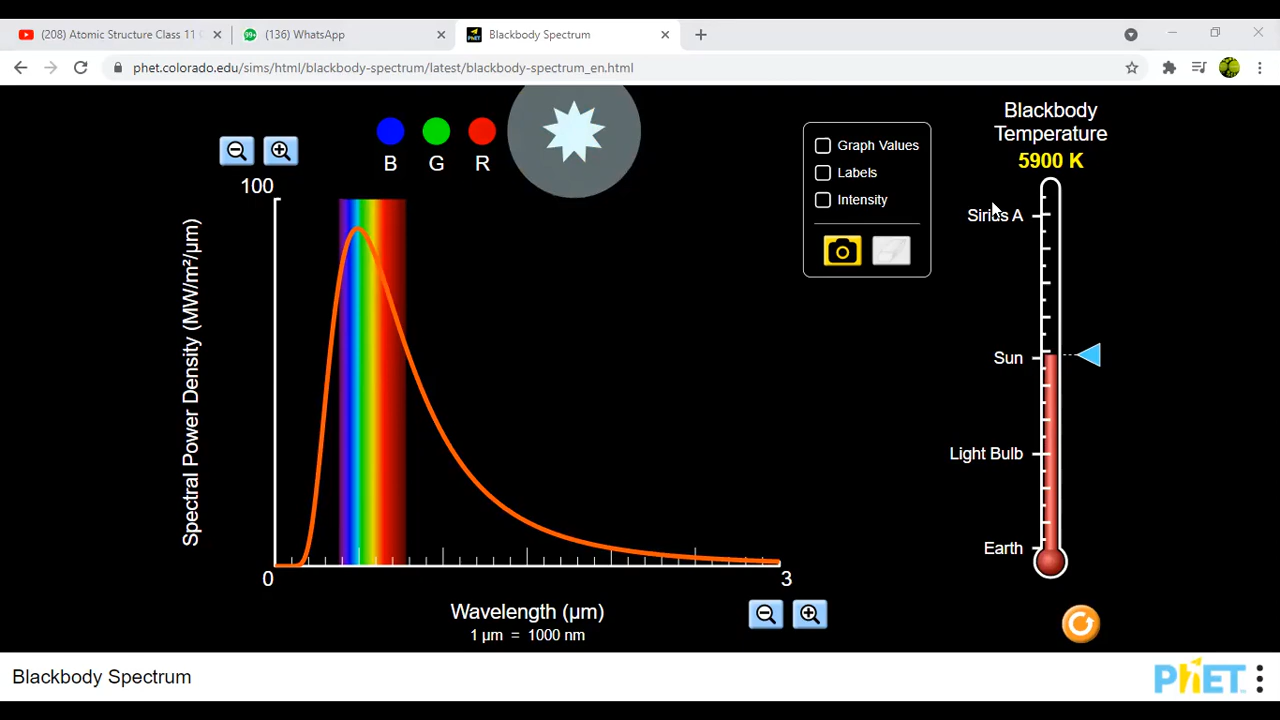 (208) Atomic Structure Class 11
99+
(136) WhatsApp
PhET
Blackbody Spectrum
phet.colorado.edu/sims/html/blackbody-spectrum/latest/blackbody-spectrum_en.html
B G R
100
Spectral Power Density (MW/m²/μm)
0
3
Wavelength (μm)
1 μm = 1000 nm
Graph Values
Labels
Intensity
Blackbody
Temperature
5900 K
Sirius A
Sun
Light Bulb
Earth
Blackbody Spectrum
PhET